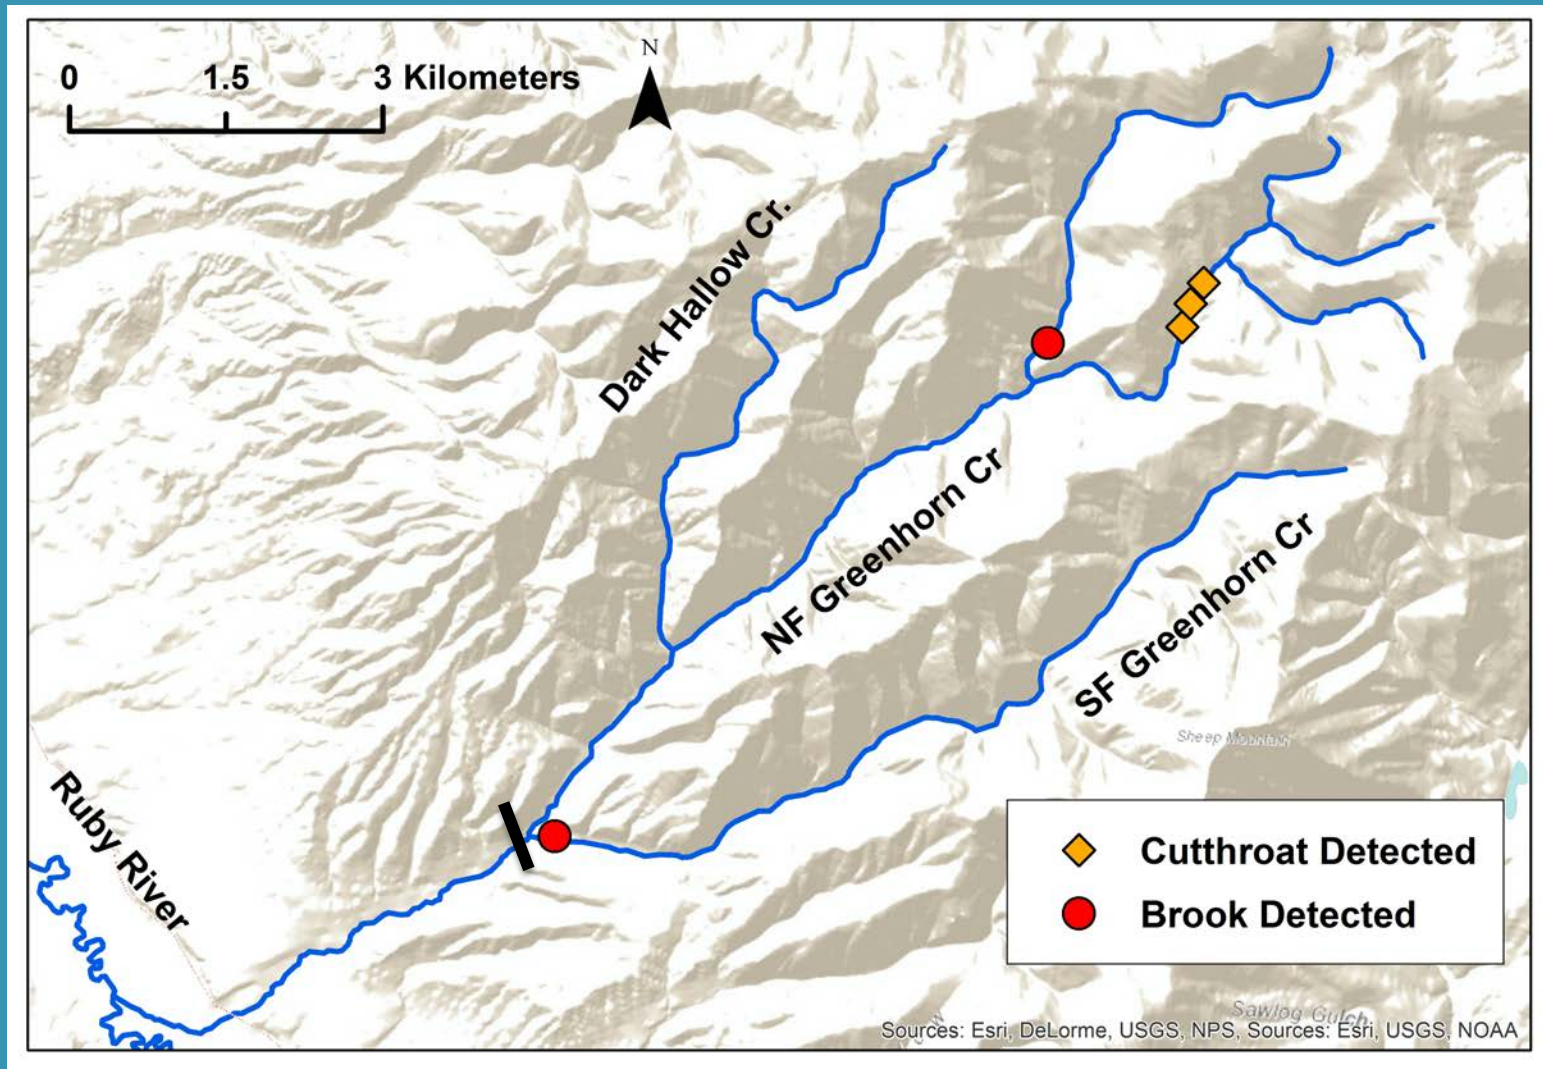 N
0 1.5 3 Kilometers
Dark Hallow Cr.
NF Greenhorn Cr
SF Greenhorn Cr
Sheep Mountain
Ruby River
Cutthroat Detected
Brook Detected
Sawlog Gulch
Sources: Esri, DeLorme, USGS, NPS, Sources: Esri, USGS, NOAA